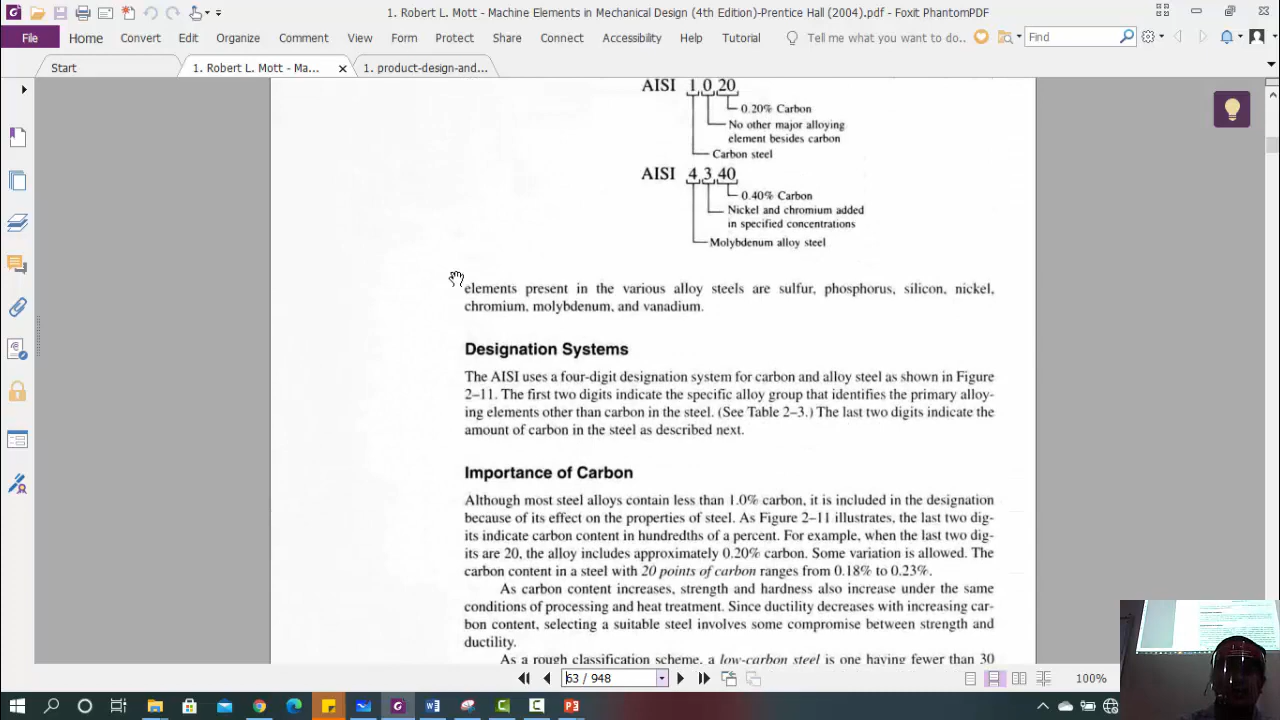 1. Robert L. Mott - Machine Elements in Mechanical Design (4th Edition)-Prentice Hall (2004).pdf - Foxit PhantomPDF
File Home Convert Edit Organize Comment View Form Protect Share Connect Accessibility Help Tutorial Tell me what you want to do.. Find
Start 1. Robert L. Mott - Ma... 1. product-design-and...
AISI 1 0 20
0.20% Carbon
No other major alloying
element besides carbon
Carbon steel
AISI 4 3 40
0.40% Carbon
Nickel and chromium added
in specified concentrations
Molybdenum alloy steel
elements present in the various alloy steels are sulfur, phosphorus, silicon, nickel,
chromium, molybdenum, and vanadium.
Designation Systems
The AISI uses a four-digit designation system for carbon and alloy steel as shown in Figure
2–11. The first two digits indicate the specific alloy group that identifies the primary alloy-
ing elements other than carbon in the steel. (See Table 2–3.) The last two digits indicate the
amount of carbon in the steel as described next.
Importance of Carbon
Although most steel alloys contain less than 1.0% carbon, it is included in the designation
because of its effect on the properties of steel. As Figure 2–11 illustrates, the last two dig-
its indicate carbon content in hundredths of a percent. For example, when the last two dig-
its are 20, the alloy includes approximately 0.20% carbon. Some variation is allowed. The
carbon content in a steel with 20 points of carbon ranges from 0.18% to 0.23%.
As carbon content increases, strength and hardness also increase under the same
conditions of processing and heat treatment. Since ductility decreases with increasing car-
bon content, selecting a suitable steel involves some compromise between strength and
ductility.
As a rough classification scheme, a low-carbon steel is one having fewer than 30
63 / 948
100%